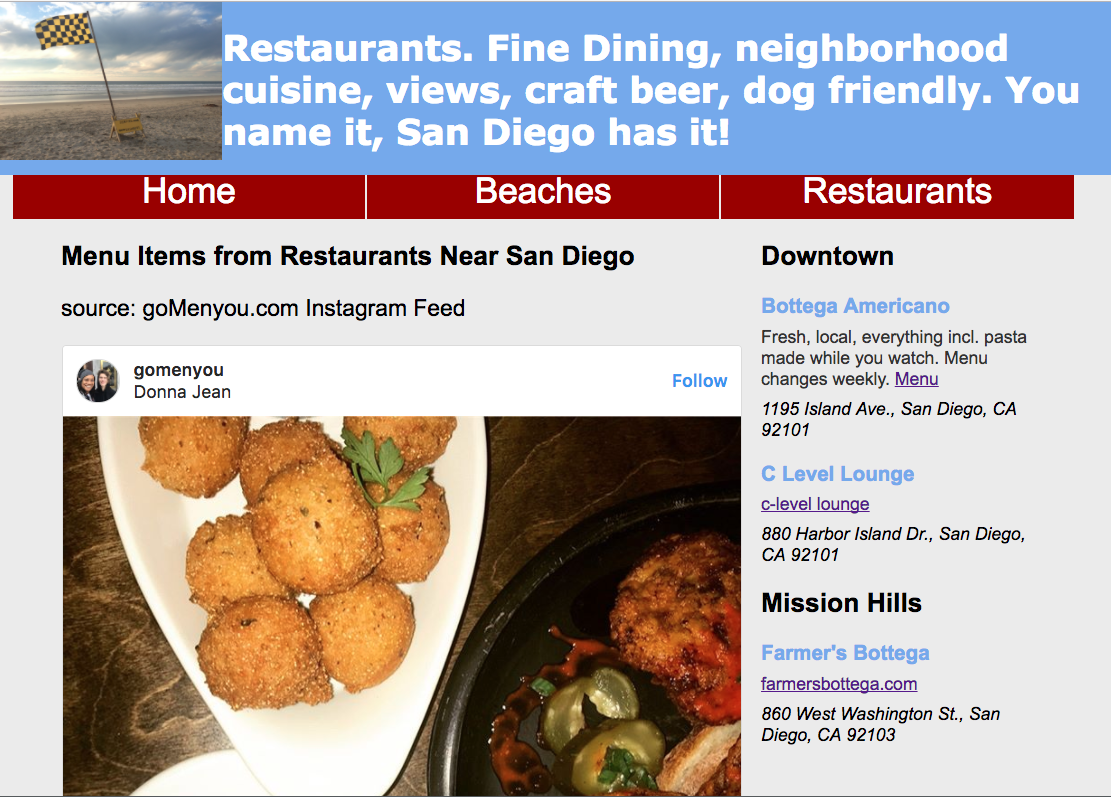 Restaurants. Fine Dining, neighborhood
cuisine, views, craft beer, dog friendly. You
name it, San Diego has it!
Home
Beaches
Restaurants
Menu Items from Restaurants Near San Diego
source: goMenyou.com Instagram Feed
gomenyou
Donna Jean
Follow
Downtown
Bottega Americano
Fresh, local, everything incl. pasta
made while you watch. Menu
changes weekly. Menu
1195 Island Ave., San Diego, CA
92101
C Level Lounge
c-level lounge
880 Harbor Island Dr., San Diego,
CA 92101
Mission Hills
Farmer's Bottega
farmersbottega.com
860 West Washington St., San
Diego, CA 92103